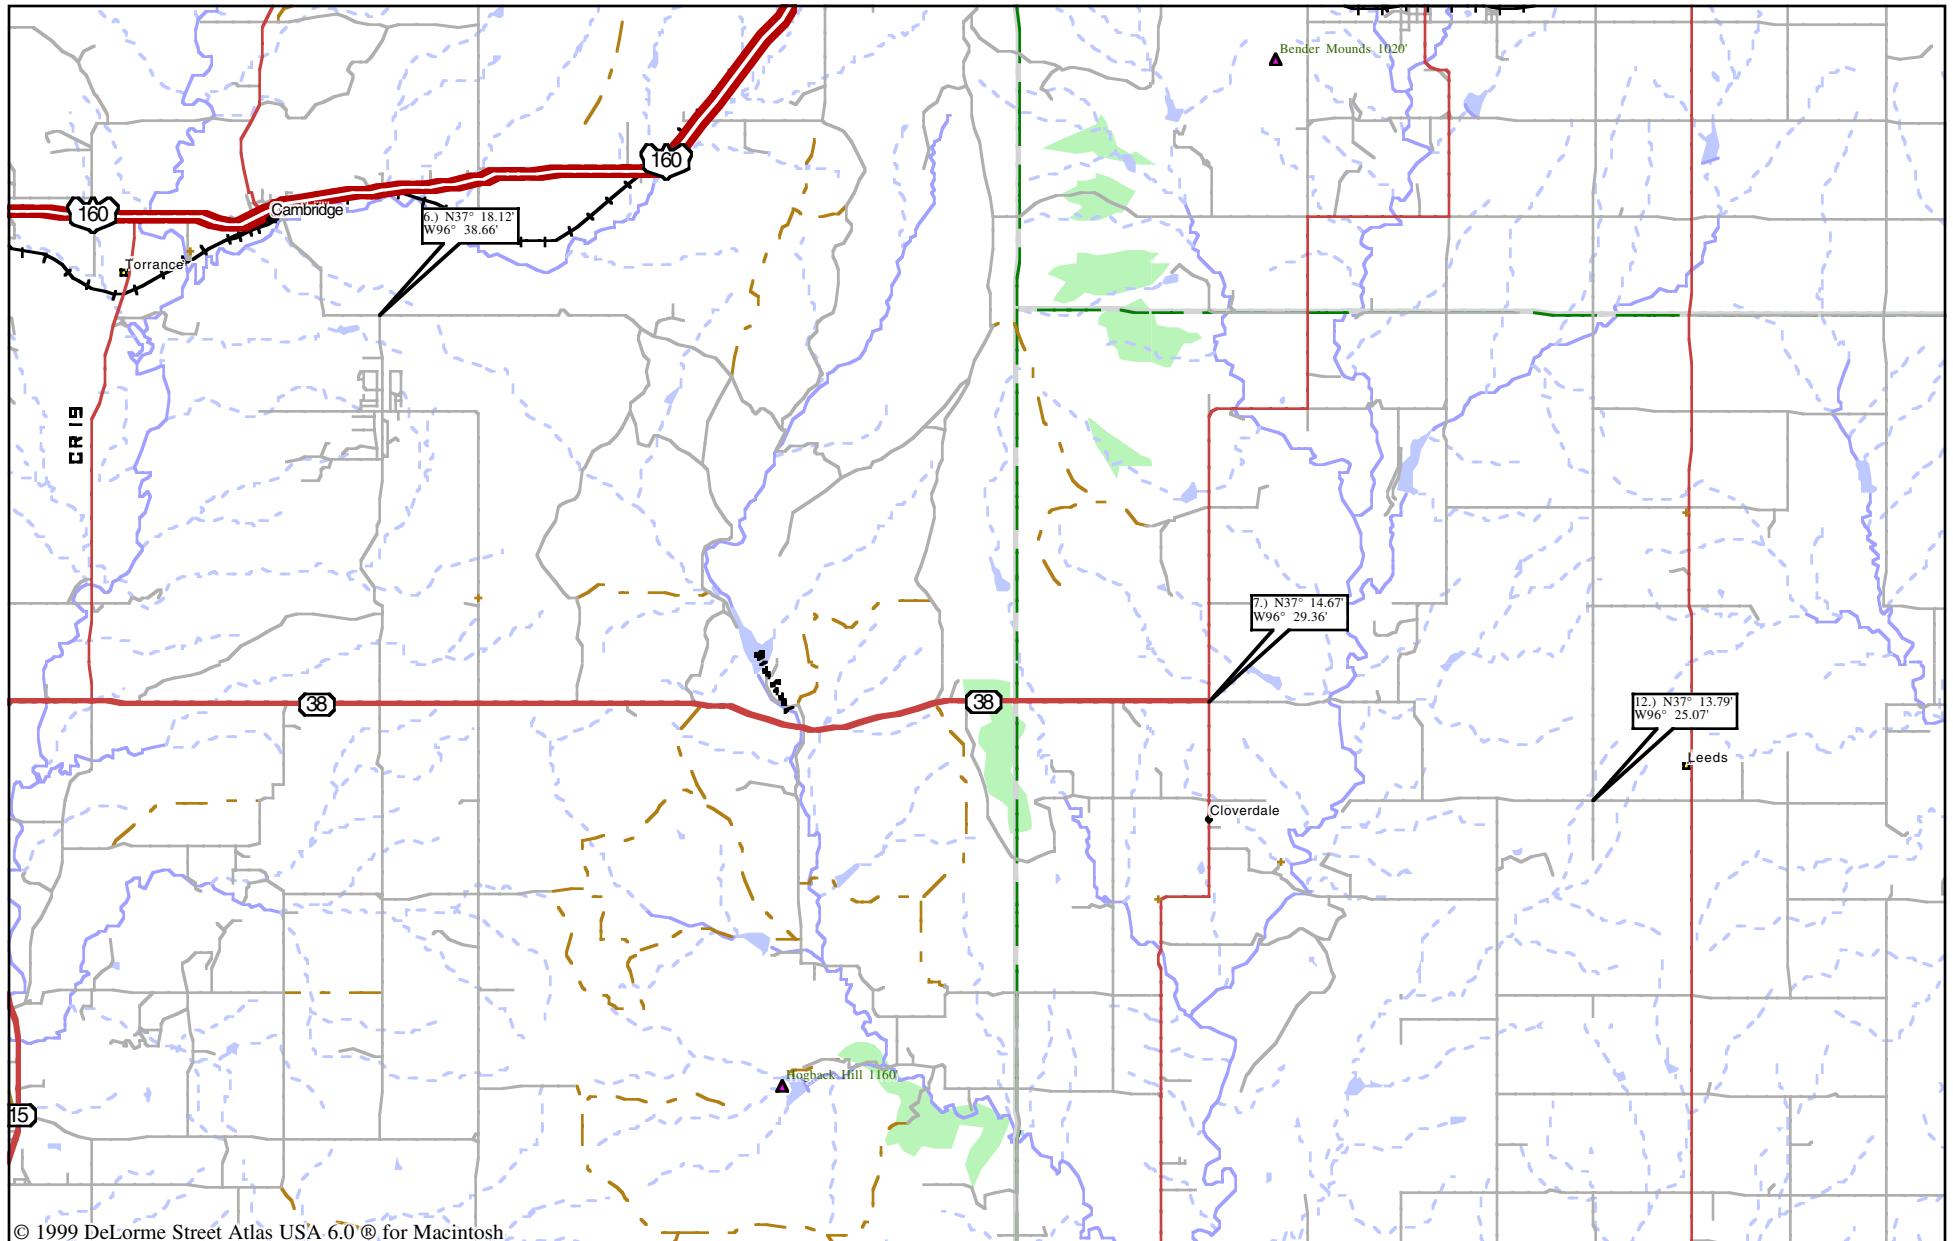 Bender Mounds 1020'
160
160
Cambridge
6.) N37° 18.12'
W96° 38.66'
Torrance
CR 19
7.) N37° 14.67'
W96° 29.36'
38
38
12.) N37° 13.79'
W96° 25.07'
Leeds
Cloverdale
Hogback Hill 1160'
15
© 1999 DeLorme Street Atlas USA 6.0 ® for Macintosh